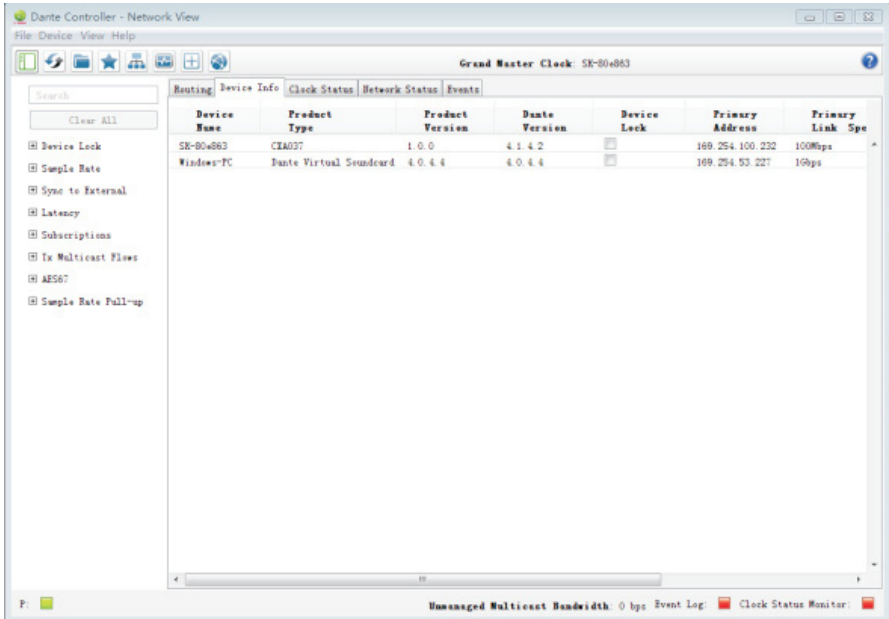 Dante Controller - Network View
File Device View Help
Grand Master Clock: SK-80e863
Search
Clear All
Device Lock
Sample Rate
Sync to External
Latency
Subscriptions
Tx Multicast Flows
AES67
Sample Rate Pull-up
Routing Device Info Clock Status Network Status Events
Device Name Product Type Product Version Dante Version Device Lock Primary Address Primary Link Spe
SK-80e863 CXA037 1.0.0 4.1.4.2 169.254.100.232 100Mbps
Windows-PC Dante Virtual Soundcard 4.0.4.4 4.0.4.4 169.254.53.227 1Gbps
P: Unmanaged Multicast Bandwidth: 0 bps Event Log: Clock Status Monitor: